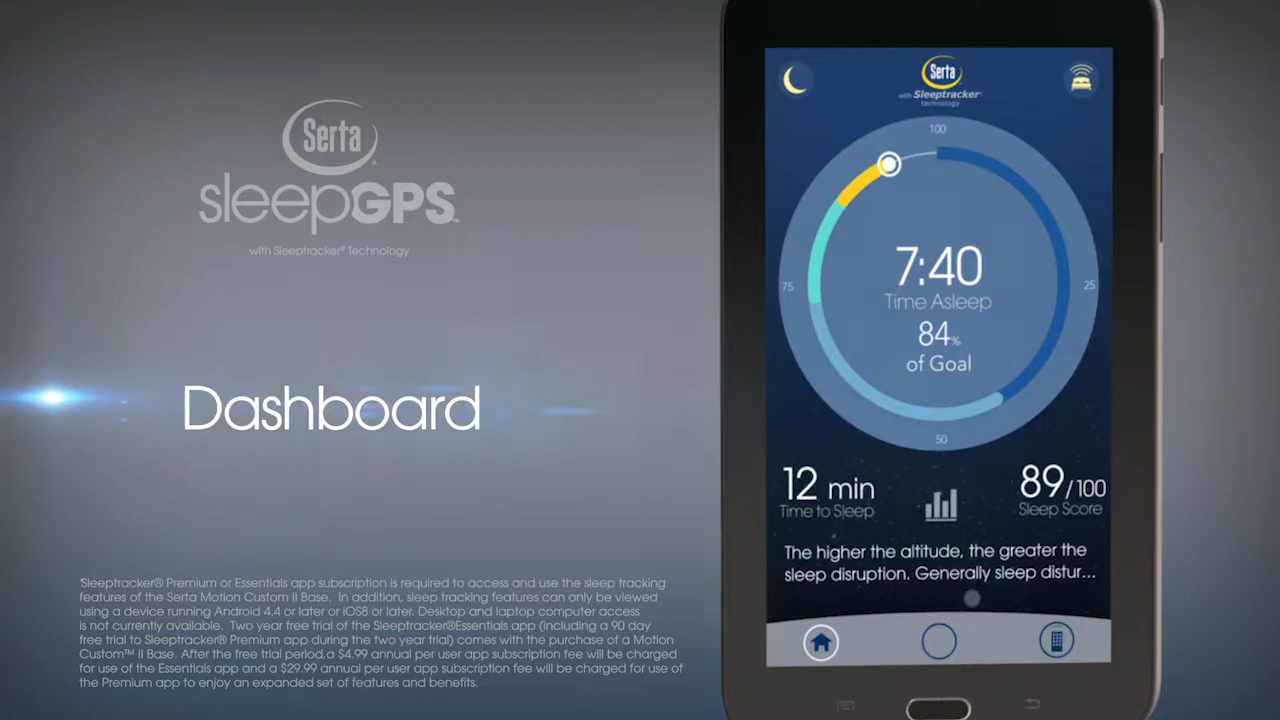 Serta
sleepGPS™
with Sleeptracker® Technology
Dashboard
*Sleeptracker® Premium or Essentials app subscription is required to access and use the sleep tracking
features of the Serta Motion Custom II Base.  In addition, sleep tracking features can only be viewed
using a device running Android 4.4 or later or iOS8 or later. Desktop and laptop computer access
is not currently available.  Two year free trial of the Sleeptracker®Essentials app (including a 90 day
free trial to Sleeptracker® Premium app during the two year trial) comes with the purchase of a Motion
Custom™ II Base. After the free trial period,a $4.99 annual per user app subscription fee will be charged
for use of the Essentials app and a $29.99 annual per user app subscription fee will be charged for use of
the Premium app to enjoy an expanded set of features and benefits.
Serta
with Sleeptracker™
technology
100
75
25
50
7:40
Time Asleep
84%
of Goal
12 min
Time to Sleep
89/100
Sleep Score
The higher the altitude, the greater the
sleep disruption. Generally sleep distur...